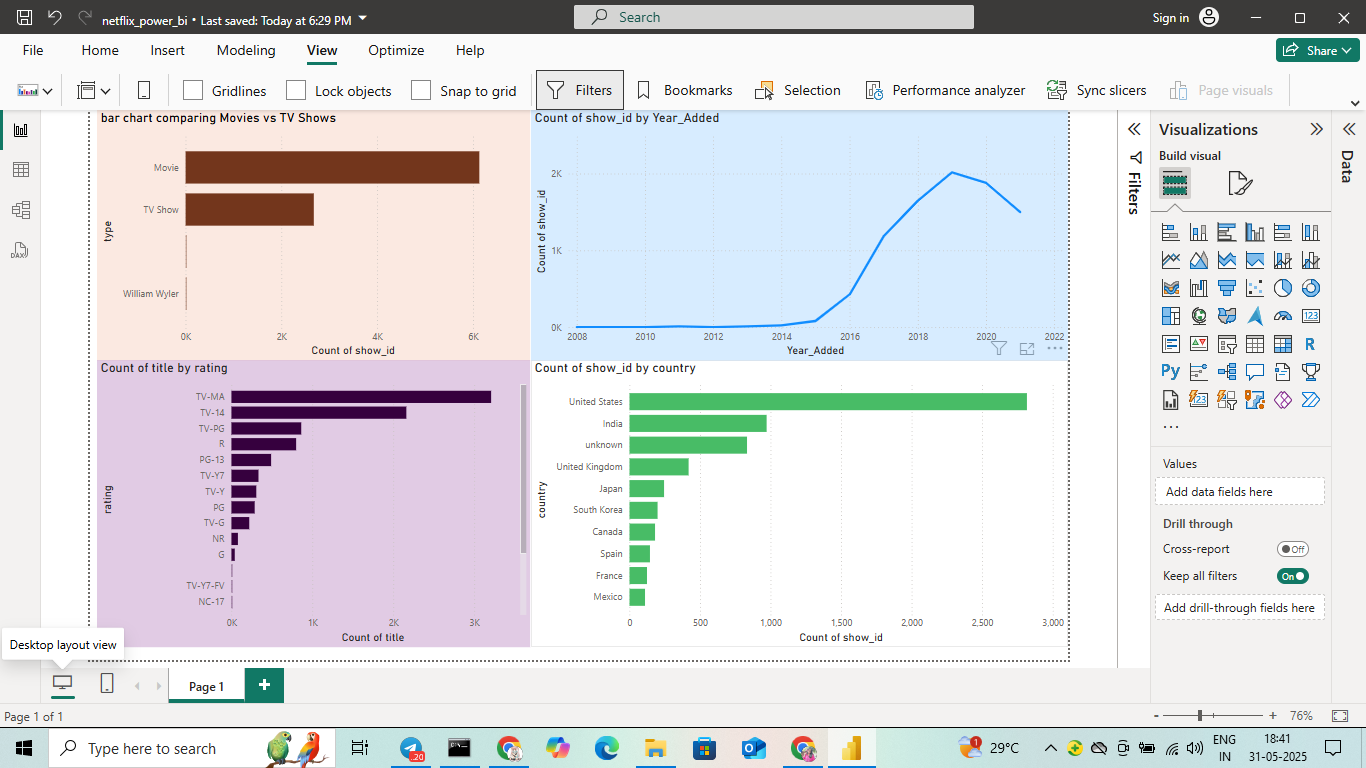 netflix_power_bi • Last saved: Today at 6:29 PM
Search
Sign in
File Home Insert Modeling View Optimize Help
Share
Gridlines Lock objects Snap to grid Filters Bookmarks Selection Performance analyzer Sync slicers Page visuals
bar chart comparing Movies vs TV Shows
type
Movie
TV Show
William Wyler
0K 2K 4K 6K
Count of show_id
Count of show_id by Year_Added
Count of show_id
2K
1K
0K
2008 2010 2012 2014 2016 2018 2020 2022
Year_Added
Count of title by rating
rating
TV-MA
TV-14
TV-PG
R
PG-13
TV-Y7
TV-Y
PG
TV-G
NR
G
TV-Y7-FV
NC-17
0K 1K 2K 3K
Count of title
Count of show_id by country
country
United States
India
unknown
United Kingdom
Japan
South Korea
Canada
Spain
France
Mexico
0 500 1,000 1,500 2,000 2,500 3,000
Count of show_id
Filters
Visualizations
Build visual
123
R
Py
123
...
Values
Add data fields here
Drill through
Cross-report
Off
Keep all filters
On
Add drill-through fields here
Data
DAX
Desktop layout view
Page 1
+
Page 1 of 1
- + 76%
Type here to search
20
1
29°C
ENG
IN
18:41
31-05-2025